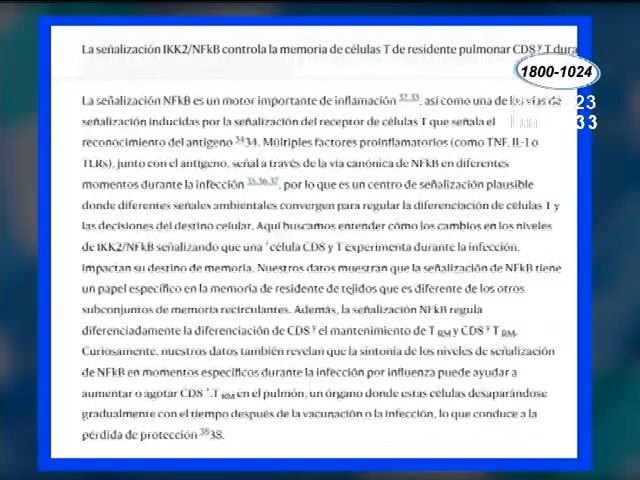 La señalización IKK2/NFkB controla la memoria de células T de residente pulmonar CD8 y T dura
1800-1024
La señalización NFkB es un motor importante de inflamación 32,33, así como una de las vías de
señalización inducidas por la señalización del receptor de células T que señala el
reconocimiento del antígeno 34 34. Múltiples factores proinflamatorios (como TNF, IL-1 o
TLRs), junto con el antígeno, señal a través de la vía canónica de NFkB en diferentes
momentos durante la infección 35,36,37, por lo que es un centro de señalización plausible
donde diferentes señales ambientales convergen para regular la diferenciación de células T y
las decisiones del destino celular. Aquí buscamos entender cómo los cambios en los niveles
de IKK2/NFkB señalizando que una +célula CD8 y T experimenta durante la infección,
impactan su destino de memoria. Nuestros datos muestran que la señalización de NFkB tiene
un papel específico en la memoria de residente de tejidos que es diferente de los otros
subconjuntos de memoria recirculantes. Además, la señalización NFkB regula
diferenciadamente la diferenciación de CD8 y el mantenimiento de T RM y CD8 y T RM.
Curiosamente, nuestros datos también revelan que la sintonía de los niveles de señalización
de NFkB en momentos específicos durante la infección por influenza puede ayudar a
aumentar o agotar CD8 +.T RM en el pulmón, un órgano donde estas células desaparándose
gradualmente con el tiempo después de la vacunación o la infección, lo que conduce a la
pérdida de protección 38 38.
23
33